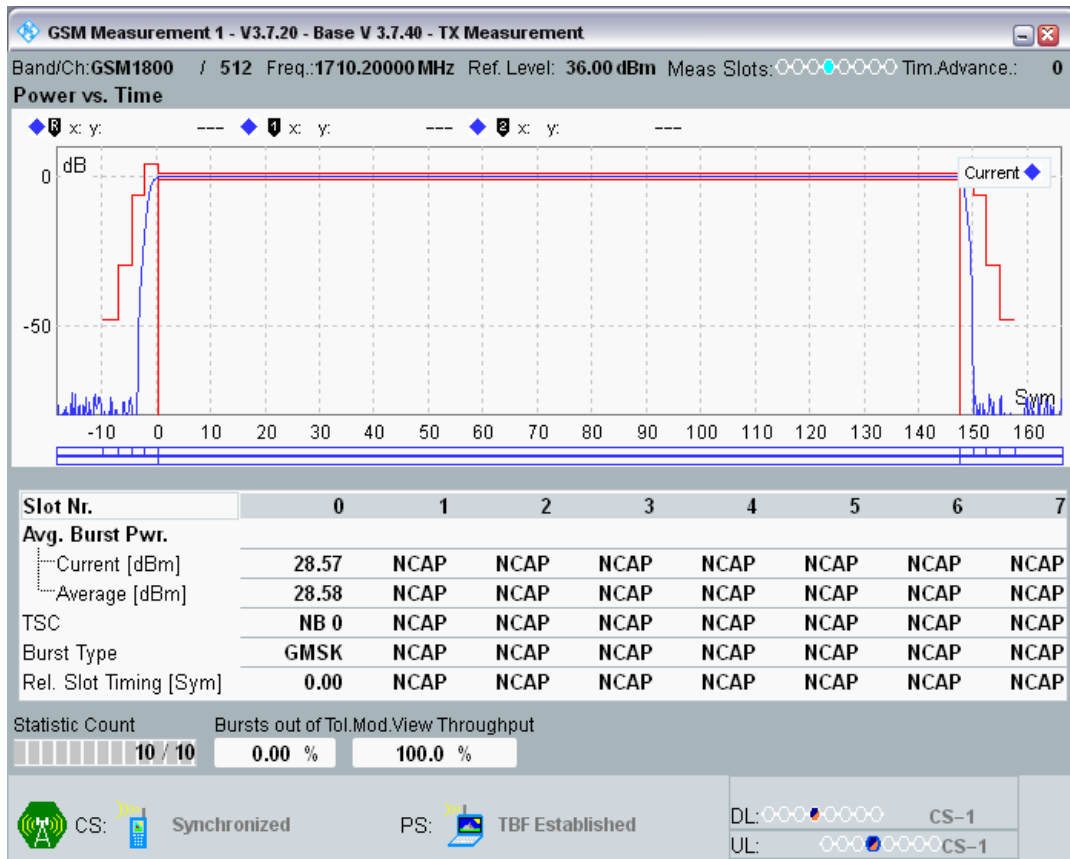 GSM Measurement 1 - V3.7.20 - Base V 3.7.40 - TX Measurement
Band/Ch:GSM1800 / 512 Freq.:1710.20000 MHz Ref. Level: 36.00 dBm Meas Slots: Tim.Advance.: 0
Power vs. Time
R x: y: --- 1 x: y: --- 2 x: y: ---
dB
Current
0
-50
Sym
-10 0 10 20 30 40 50 60 70 80 90 100 110 120 130 140 150 160
Slot Nr. 0 1 2 3 4 5 6 7
Avg. Burst Pwr.
Current [dBm] 28.57 NCAP NCAP NCAP NCAP NCAP NCAP NCAP
Average [dBm] 28.58 NCAP NCAP NCAP NCAP NCAP NCAP NCAP
TSC NB 0 NCAP NCAP NCAP NCAP NCAP NCAP NCAP
Burst Type GMSK NCAP NCAP NCAP NCAP NCAP NCAP NCAP
Rel. Slot Timing [Sym] 0.00 NCAP NCAP NCAP NCAP NCAP NCAP NCAP
Statistic Count Bursts out of Tol.Mod.View Throughput
10 / 10 0.00 % 100.0 %
CS: Synchronized PS: TBF Established DL: CS-1
UL: CS-1